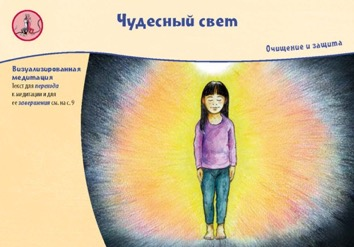 Чудесный свет
Очищение и защита
Визуализированная
медитация
Текст для перехода
к медитации и для
ее завершения см. на с. 9